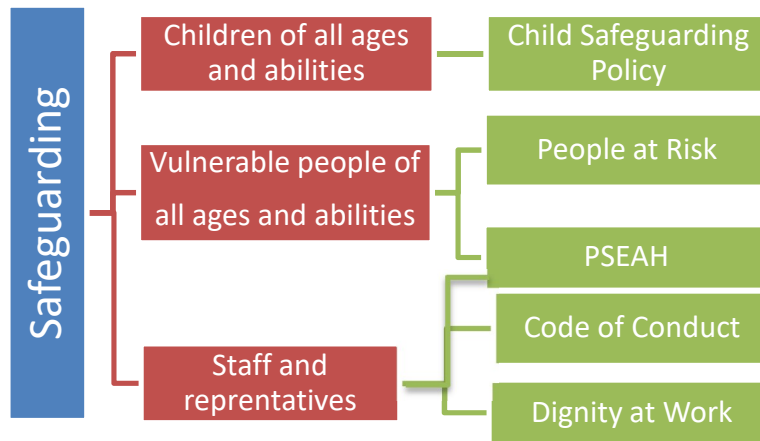 Safeguarding
Children of all ages
and abilities
Child Safeguarding
Policy
Vulnerable people of
all ages and abilities
People at Risk
PSEAH
Staff and
reprentatives
Code of Conduct
Dignity at Work